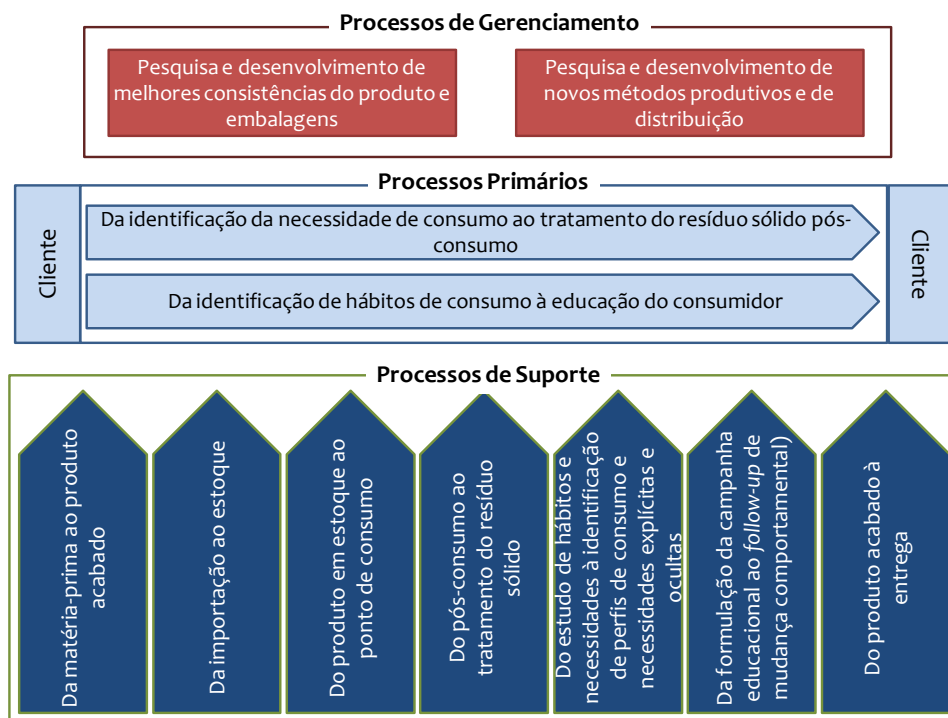 Processos de Gerenciamento
Pesquisa e desenvolvimento de
melhores consistências do produto e
embalagens
Pesquisa e desenvolvimento de
novos métodos produtivos e de
distribuição
Processos Primários
Cliente
Da identificação da necessidade de consumo ao tratamento do resíduo sólido pós-
consumo
Da identificação de hábitos de consumo à educação do consumidor
Cliente
Processos de Suporte
Da matéria-prima ao produto
acabado
Da importação ao estoque
Do produto em estoque ao
ponto de consumo
Do pós-consumo ao
tratamento do resíduo
sólido
Do estudo de hábitos e
necessidades à identificação
de perfis de consumo e
necessidades explícitas e
ocultas
Da formulação da campanha
educacional ao follow-up de
mudança comportamental)
Do produto acabado à
entrega